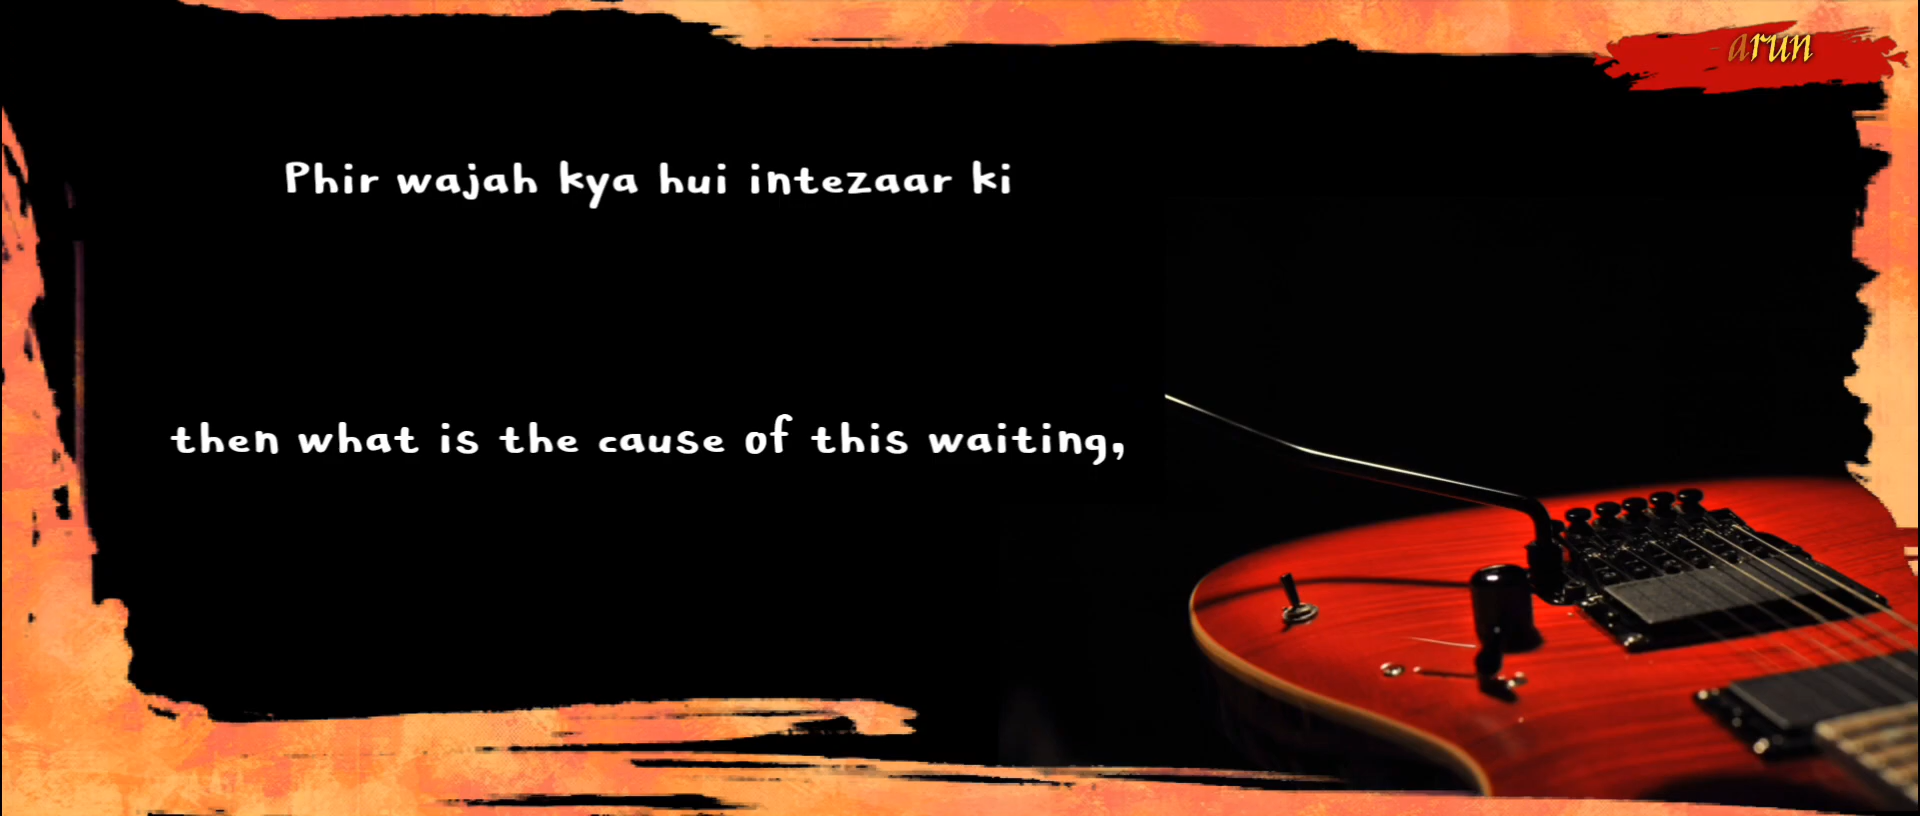 arun
Phir wajah kya hui intezaar ki
then what is the cause of this waiting,